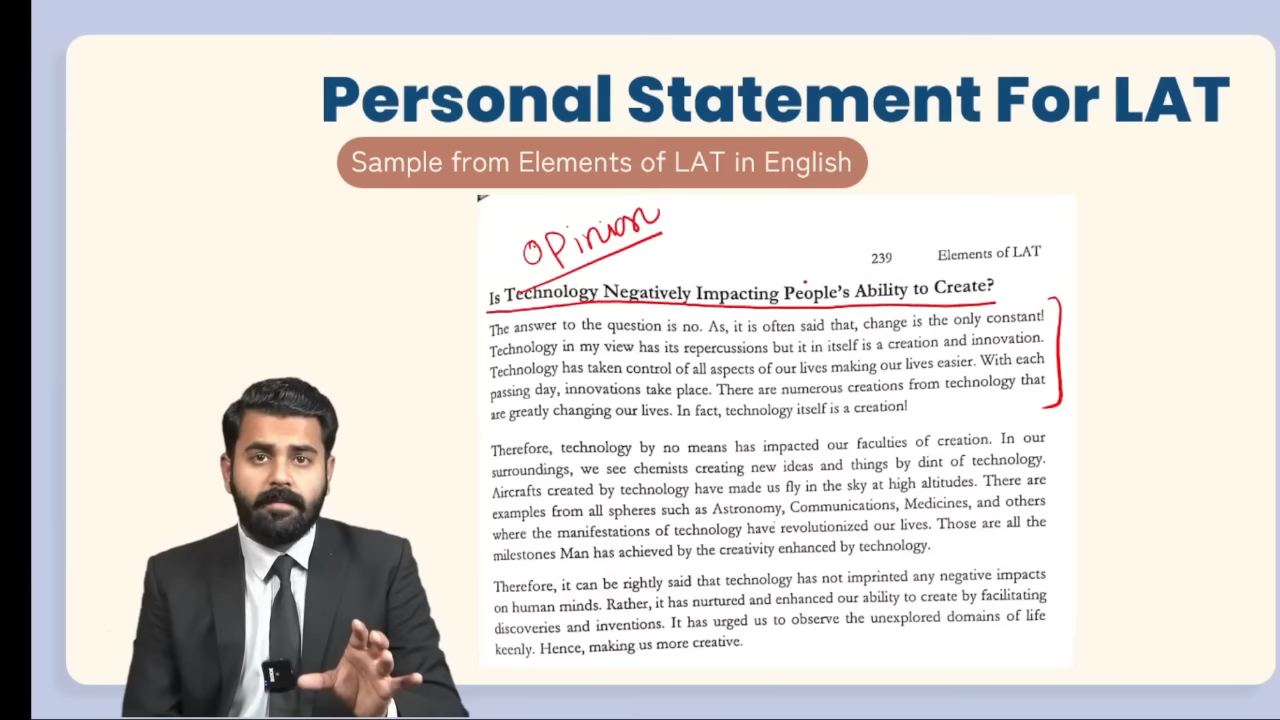 Personal Statement For LAT
Sample from Elements of LAT in English
Opinion
239 Elements of LAT
Is Technology Negatively Impacting People's Ability to Create?
The answer to the question is no. As, it is often said that, change is the only constant!
Technology in my view has its repercussions but it in itself is a creation and innovation.
Technology has taken control of all aspects of our lives making our lives easier. With each
passing day, innovations take place. There are numerous creations from technology that
are greatly changing our lives. In fact, technology itself is a creation!
Therefore, technology by no means has impacted our faculties of creation. In our
surroundings, we see chemists creating new ideas and things by dint of technology.
Aircrafts created by technology have made us fly in the sky at high altitudes. There are
examples from all spheres such as Astronomy, Communications, Medicines, and others
where the manifestations of technology have revolutionized our lives. Those are all the
milestones Man has achieved by the creativity enhanced by technology.
Therefore, it can be rightly said that technology has not imprinted any negative impacts
on human minds. Rather, it has nurtured and enhanced our ability to create by facilitating
discoveries and inventions. It has urged us to observe the unexplored domains of life
keenly. Hence, making us more creative.